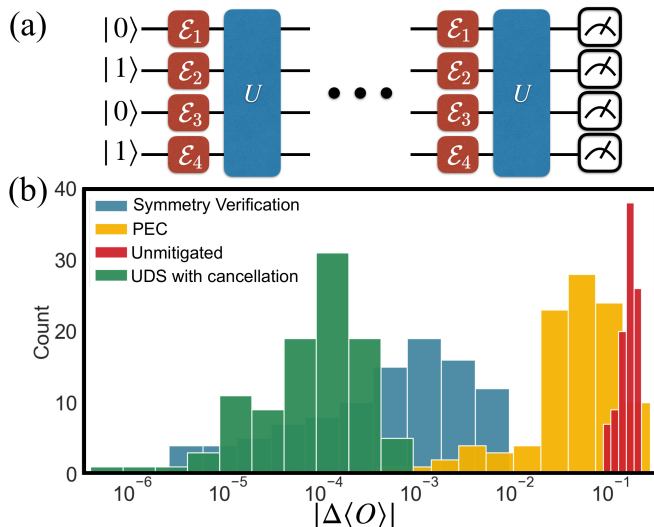 (a)
|0⟩ ℰ₁ ℰ₁
|1⟩ ℰ₂ ℰ₂
U • • • U
|0⟩ ℰ₃ ℰ₃
|1⟩ ℰ₄ ℰ₄
(b)
40
30
20
10
0
Count
Symmetry Verification
PEC
Unmitigated
UDS with cancellation
10⁻⁶ 10⁻⁵ 10⁻⁴ 10⁻³ 10⁻² 10⁻¹
|Δ⟨O⟩|